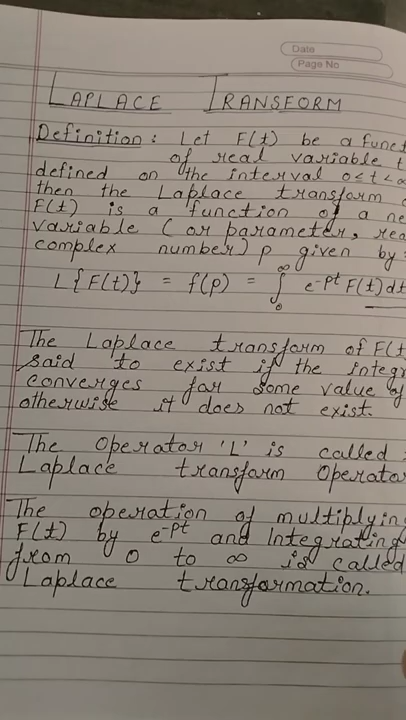 Date
Page No
LAPLACE TRANSFORM
Definition : Let F(t) be a funct
of real variable t
defined on the interval 0<t<∞
then the Laplace transform o
F(t) is a function of a ne
variable (or parameter, rea
complex number) p given by :
L{F(t)} = f(p) = ∫₀^∞ e^-pt F(t) dt
The Laplace transform of F(t
said to exist if the integr
converges for some value of
otherwise it does not exist.
The operator 'L' is called
Laplace transform Operato
The operation of multiplying
F(t) by e^-pt and Integrating
from 0 to ∞ is called
Laplace transformation.